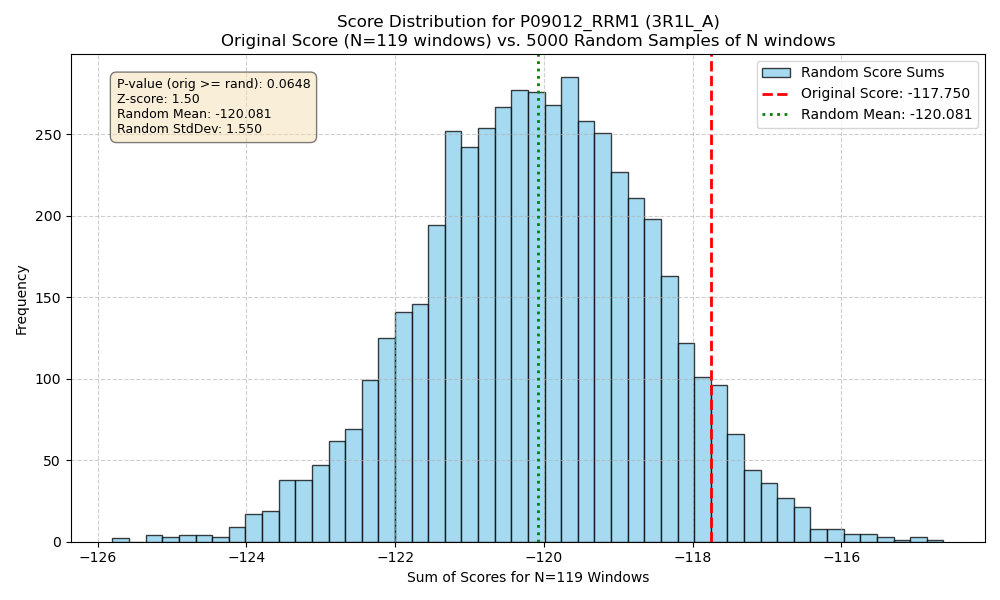 Score Distribution for P09012_RRM1 (3R1L_A)
Original Score (N=119 windows) vs. 5000 Random Samples of N windows
P-value (orig >= rand): 0.0648
Z-score: 1.50
Random Mean: -120.081
Random StdDev: 1.550
Random Score Sums
Original Score: -117.750
Random Mean: -120.081
Frequency
250
200
150
100
50
0
−126 −124 −122 −120 −118 −116
Sum of Scores for N=119 Windows